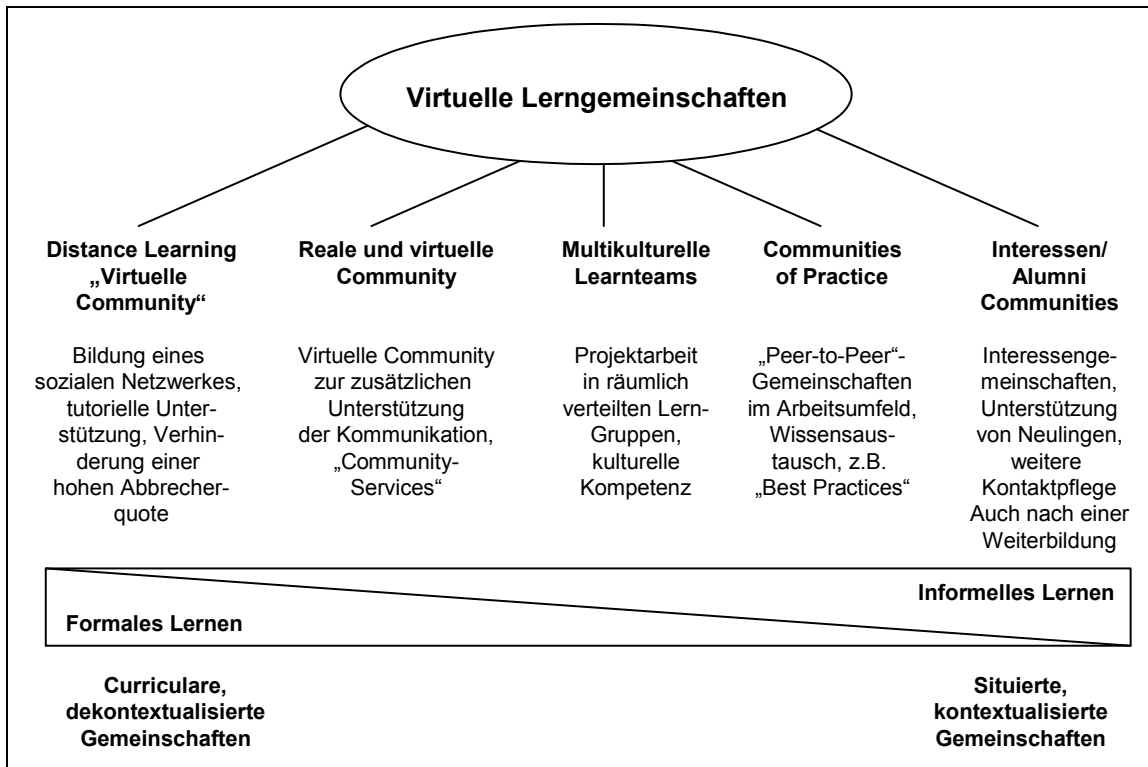 Virtuelle Lerngemeinschaften
Distance Learning
„Virtuelle
Community“
Bildung eines
sozialen Netzwerkes,
tutorielle Unter-
stützung, Verhin-
derung einer
hohen Abbrecher-
quote
Reale und virtuelle
Community
Virtuelle Community
zur zusätzlichen
Unterstützung
der Kommunikation,
„Community-
Services“
Multikulturelle
Learnteams
Projektarbeit
in räumlich
verteilten Lern-
Gruppen,
kulturelle
Kompetenz
Communities
of Practice
„Peer-to-Peer“-
Gemeinschaften
im Arbeitsumfeld,
Wissensaus-
tausch, z.B.
„Best Practices“
Interessen/
Alumni
Communities
Interessenge-
meinschaften,
Unterstützung
von Neulingen,
weitere
Kontaktpflege
Auch nach einer
Weiterbildung
Informelles Lernen
Formales Lernen
Curriculare,
dekontextualisierte
Gemeinschaften
Situierte,
kontextualisierte
Gemeinschaften